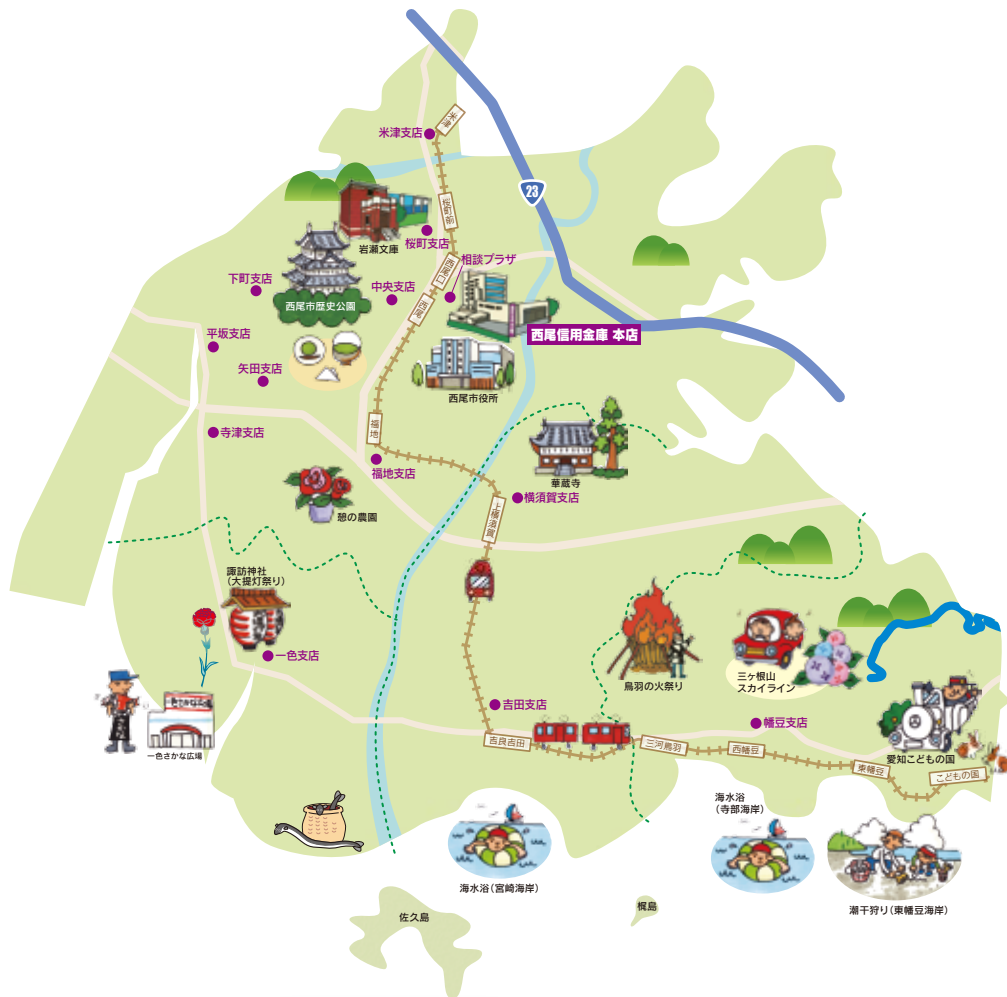 米津
米津支店
23
桜町前
岩瀬文庫
桜町支店
西尾口
相談プラザ
下町支店
中央支店
西尾市歴史公園
西尾
西尾信用金庫 本店
平坂支店
矢田支店
西尾市役所
寺津支店
福地
福地支店
華蔵寺
横須賀支店
上横須賀
憩の農園
諏訪神社
(大提灯祭り)
一色支店
鳥羽の火祭り
三ヶ根山
スカイライン
吉田支店
幡豆支店
一色さかな広場
一色さかな広場
吉良吉田
三河鳥羽
西幡豆
東幡豆
こどもの国
愛知こどもの国
海水浴
(寺部海岸)
海水浴(宮崎海岸)
潮干狩り(東幡豆海岸)
佐久島
梶島